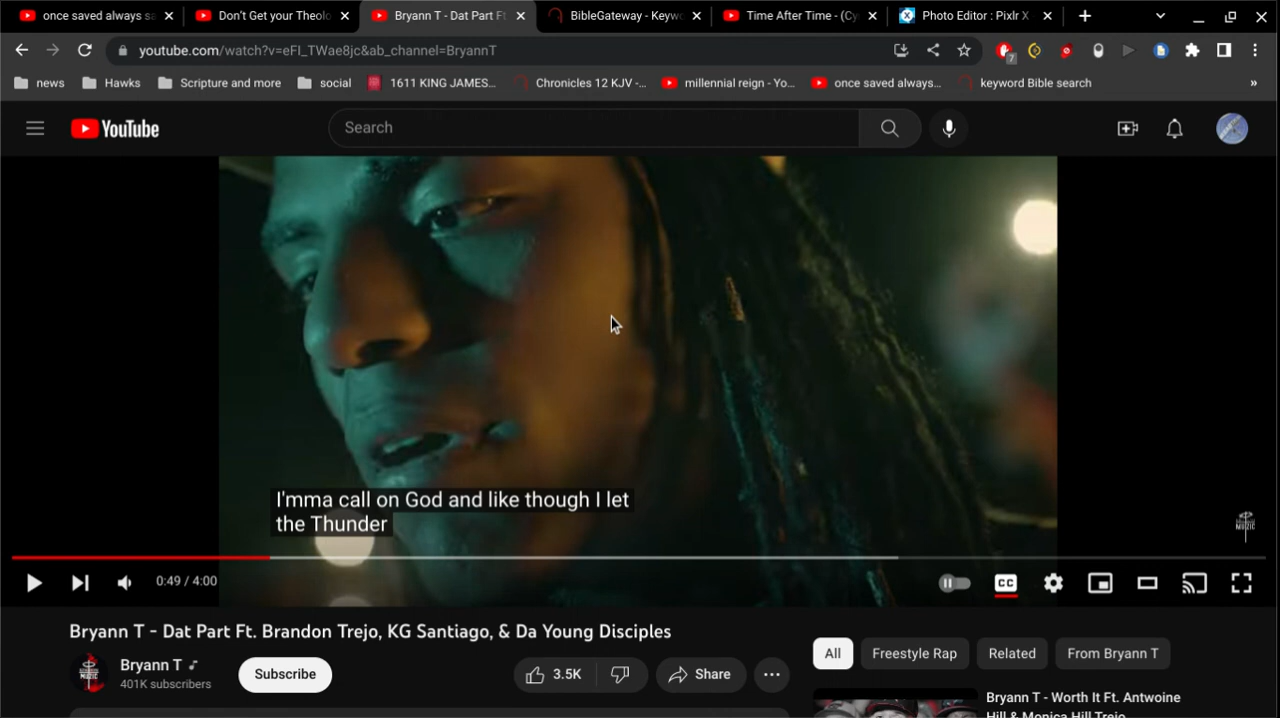 once saved always sa
Don't Get your Theolo
Bryann T - Dat Part Ft
BibleGateway - Keyw
Time After Time - (Cy
Photo Editor : Pixlr X
youtube.com/watch?v=eFI_TWae8jc&ab_channel=BryannT
7
news
Hawks
Scripture and more
social
1611 KING JAMES...
Chronicles 12 KJV -...
millennial reign - Yo...
once saved always...
keyword Bible search
»
YouTube
Search
I'mma call on God and like though I let
the Thunder
MUZIC
0:49 / 4:00
CC
Bryann T - Dat Part Ft. Brandon Trejo, KG Santiago, & Da Young Disciples
Bryann T
401K subscribers
Subscribe
3.5K
Share
All
Freestyle Rap
Related
From Bryann T
Bryann T - Worth It Ft. Antwoine
Hill & Monica Hill Trejo